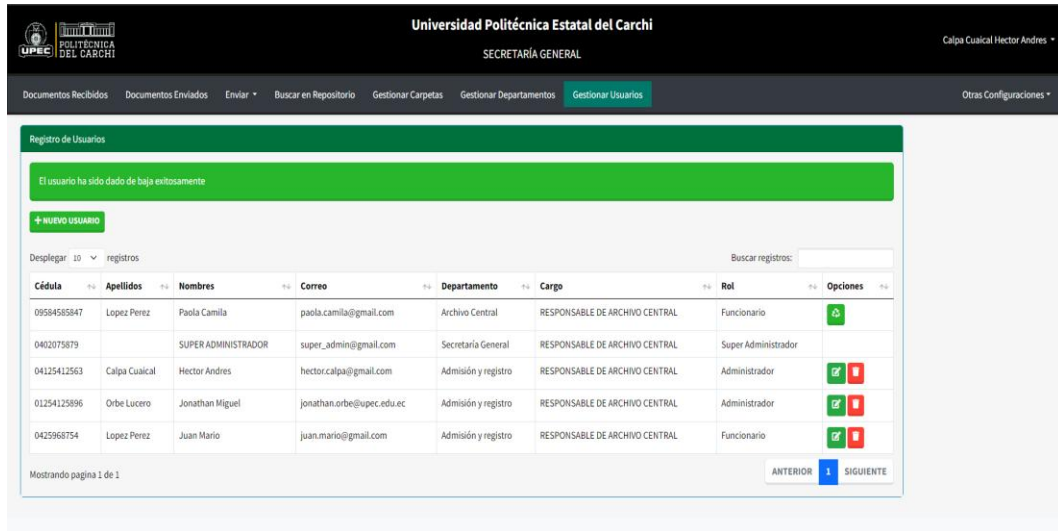 UPEC
POLITÉCNICA
DEL CARCHI
Universidad Politécnica Estatal del Carchi
SECRETARÍA GENERAL
Calpa Cuaical Hector Andres
Documentos Recibidos Documentos Enviados Enviar Buscar en Repositorio Gestionar Carpetas Gestionar Departamentos Gestionar Usuarios Otras Configuraciones
Registro de Usuarios
El usuario ha sido dado de baja exitosamente
+ NUEVO USUARIO
Desplegar 10 registros Buscar registros:
Cédula Apellidos Nombres Correo Departamento Cargo Rol Opciones
09584585847 Lopez Perez Paola Camila paola.camila@gmail.com Archivo Central RESPONSABLE DE ARCHIVO CENTRAL Funcionario
0402075879 SUPER ADMINISTRADOR super_admin@gmail.com Secretaría General RESPONSABLE DE ARCHIVO CENTRAL Super Administrador
04125412563 Calpa Cuaical Hector Andres hector.calpa@gmail.com Admisión y registro RESPONSABLE DE ARCHIVO CENTRAL Administrador
01254125896 Orbe Lucero Jonathan Miguel jonathan.orbe@upec.edu.ec Admisión y registro RESPONSABLE DE ARCHIVO CENTRAL Administrador
0425968754 Lopez Perez Juan Mario juan.mario@gmail.com Admisión y registro RESPONSABLE DE ARCHIVO CENTRAL Funcionario
Mostrando pagina 1 de 1 ANTERIOR 1 SIGUIENTE